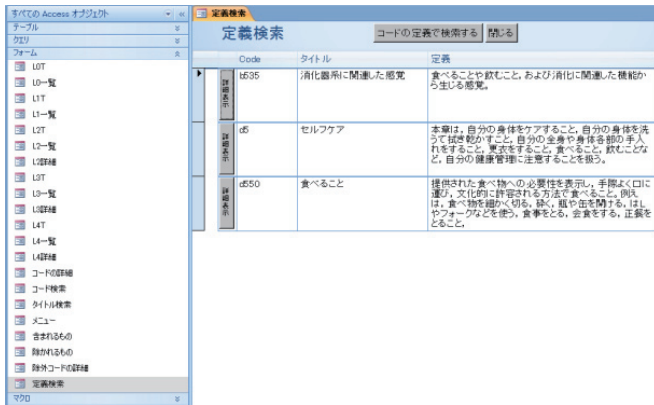 すべての Access オブジェクト
テーブル
クエリ
フォーム
L0T
L0一覧
L1T
L1一覧
L2T
L2一覧
L2詳細
L3T
L3一覧
L3詳細
L4T
L4一覧
L4詳細
コードの詳細
コード検索
タイトル検索
メニュー
含まれるもの
除かれるもの
除外コードの詳細
定義検索
マクロ
定義検索
定義検索
コードの定義で検索する 閉じる
Code タイトル 定義
詳細表示
b535 消化器系に関連した感覚 食べることや飲むこと，および消化に関連した機能か
ら生じる感覚。
詳細表示
d5 セルフケア 本章は，自分の身体をケアすること，自分の身体を洗
うて拭き乾かすこと，自分の全身や身体各部の手入
れをすること，更衣をすること，食べること，飲むことな
ど，自分の健康管理に注意することを扱う。
詳細表示
d550 食べること 提供された食べ物への必要性を表示し，手際よく口に
運び，文化的に許容される方法で食べること。例え
ば，食べ物を細かく切る，砕く，瓶や缶を開ける，はし
やフォークなどを使う，食事をとる，会食をする，正餐を
とること。